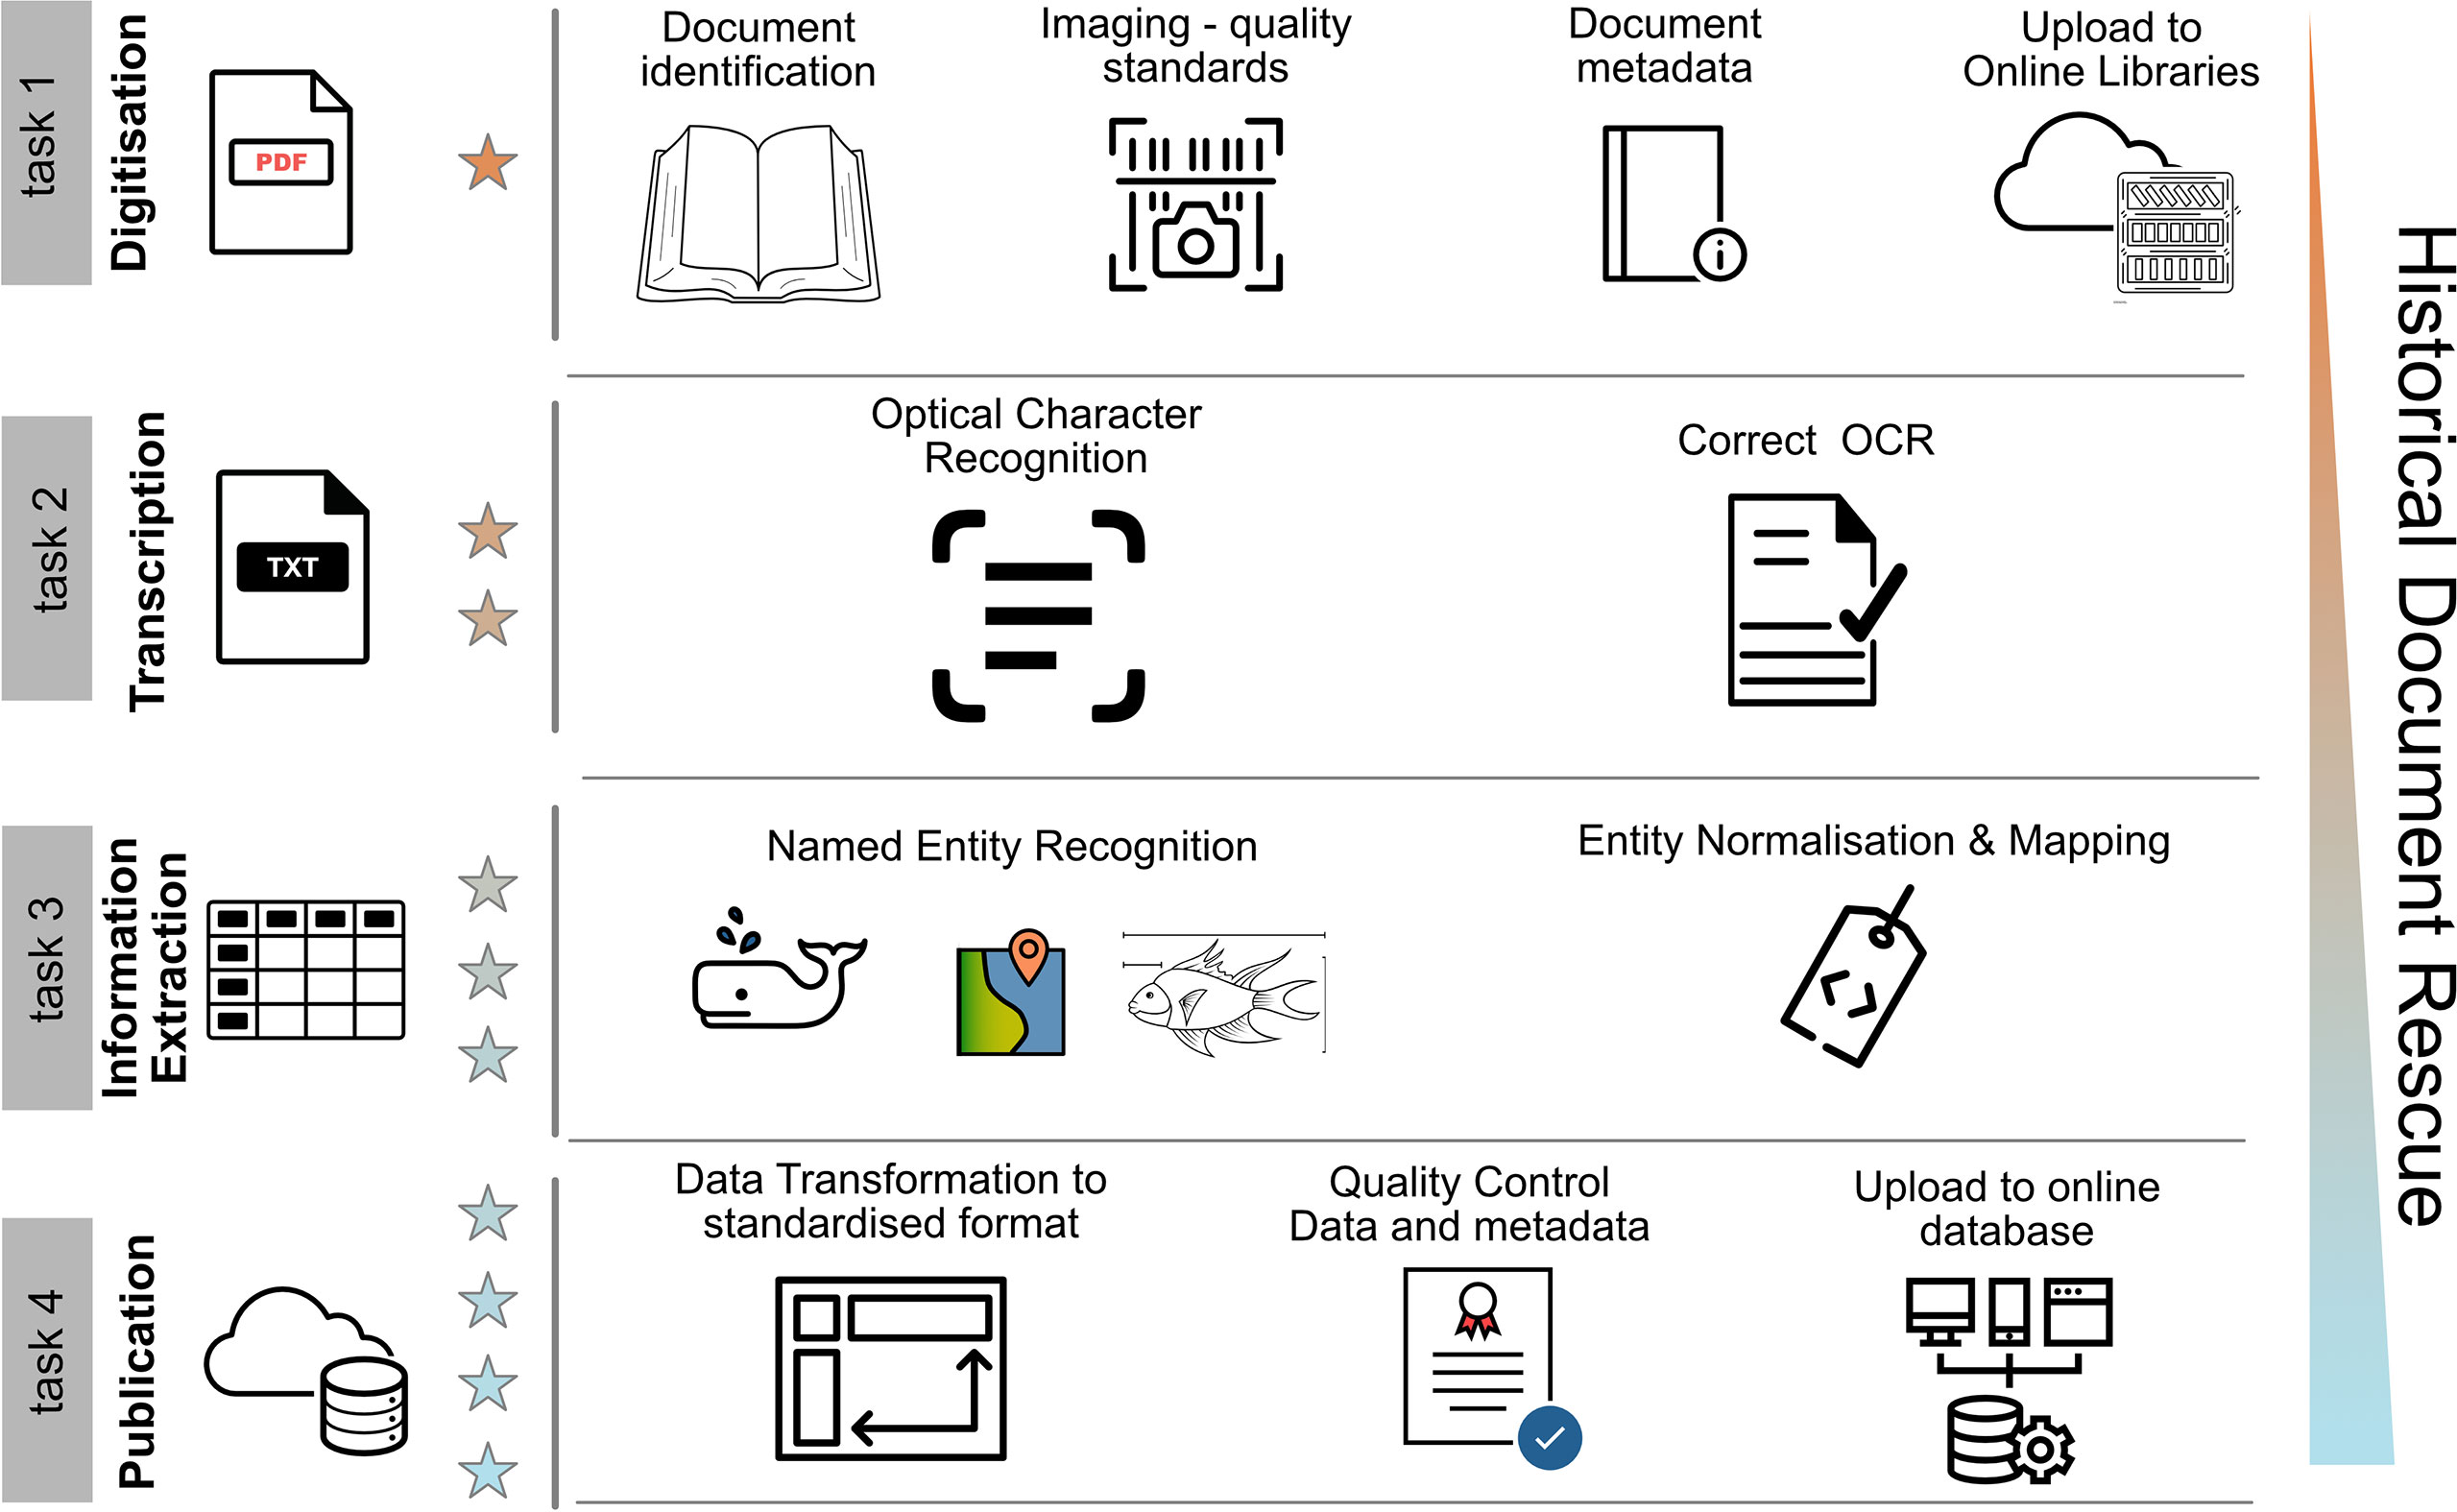 task 1
Digitisation
PDF
Document
identification
Imaging - quality
standards
Document
metadata
Upload to
Online Libraries
task 2
Transcription
TXT
Optical Character
Recognition
Correct OCR
task 3
Information
Extraction
Named Entity Recognition
Entity Normalisation & Mapping
task 4
Publication
Data Transformation to
standardised format
Quality Control
Data and metadata
Upload to online
database
Historical Document Rescue